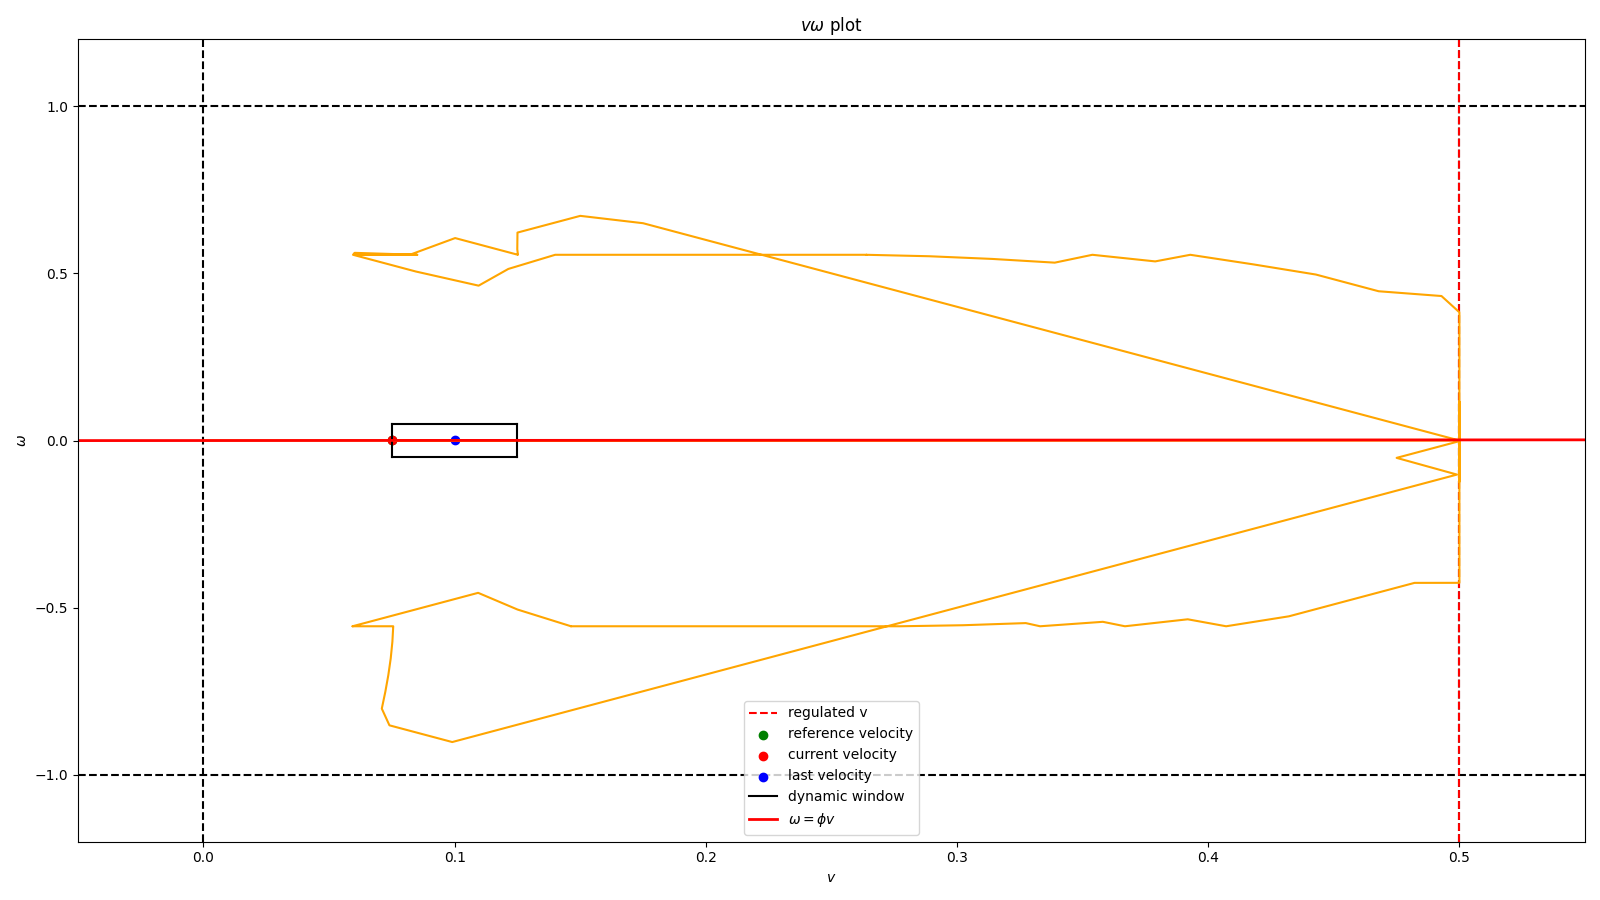 vω plot
1.0
0.5
0.0
−0.5
−1.0
ω
regulated v
reference velocity
current velocity
last velocity
dynamic window
ω = ϕv
0.0 0.1 0.2 0.3 0.4 0.5
v